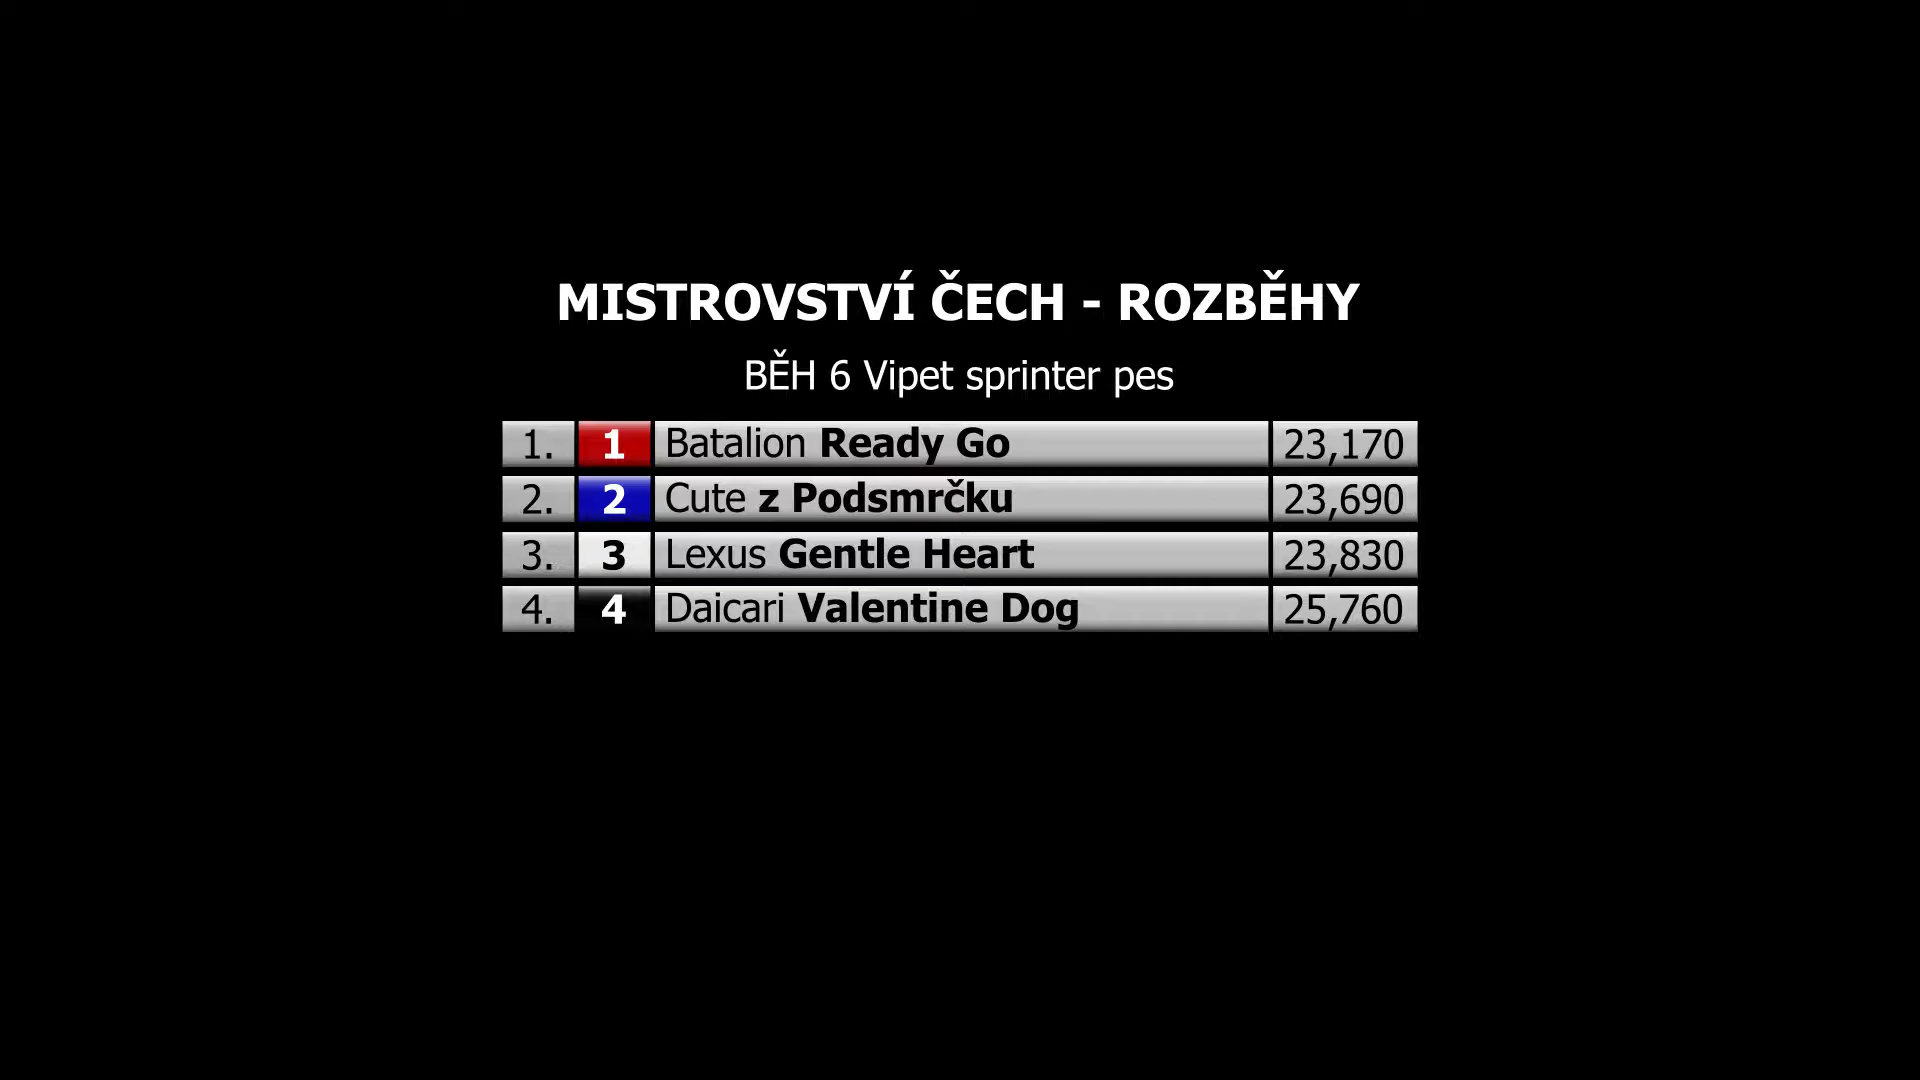 MISTROVSTVÍ ČECH - ROZBĚHY
BĚH 6 Vipet sprinter pes
1. 1 Batalion Ready Go 23,170
2. 2 Cute z Podsmrčku 23,690
3. 3 Lexus Gentle Heart 23,830
4. 4 Daicari Valentine Dog 25,760